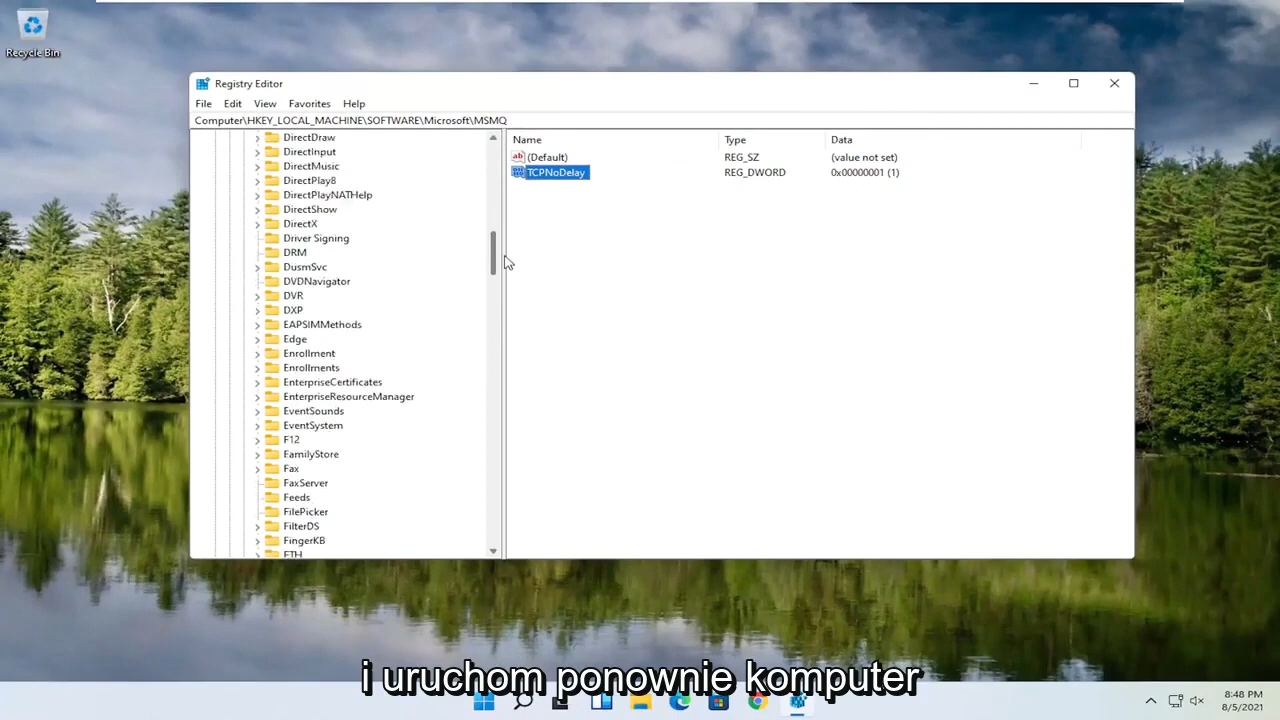 Recycle Bin
Registry Editor
File Edit View Favorites Help
Computer\HKEY_LOCAL_MACHINE\SOFTWARE\Microsoft\MSMQ
DirectDraw
DirectInput
DirectMusic
DirectPlay8
DirectPlayNATHelp
DirectShow
DirectX
Driver Signing
DRM
DusmSvc
DVDNavigator
DVR
DXP
EAPSIMMethods
Edge
Enrollment
Enrollments
EnterpriseCertificates
EnterpriseResourceManager
EventSounds
EventSystem
F12
FamilyStore
Fax
FaxServer
Feeds
FilePicker
FilterDS
FingerKB
FTH
Name Type Data
ab (Default) REG_SZ (value not set)
TCPNoDelay REG_DWORD 0x00000001 (1)
i uruchom ponownie komputer
8:48 PM
8/5/2021